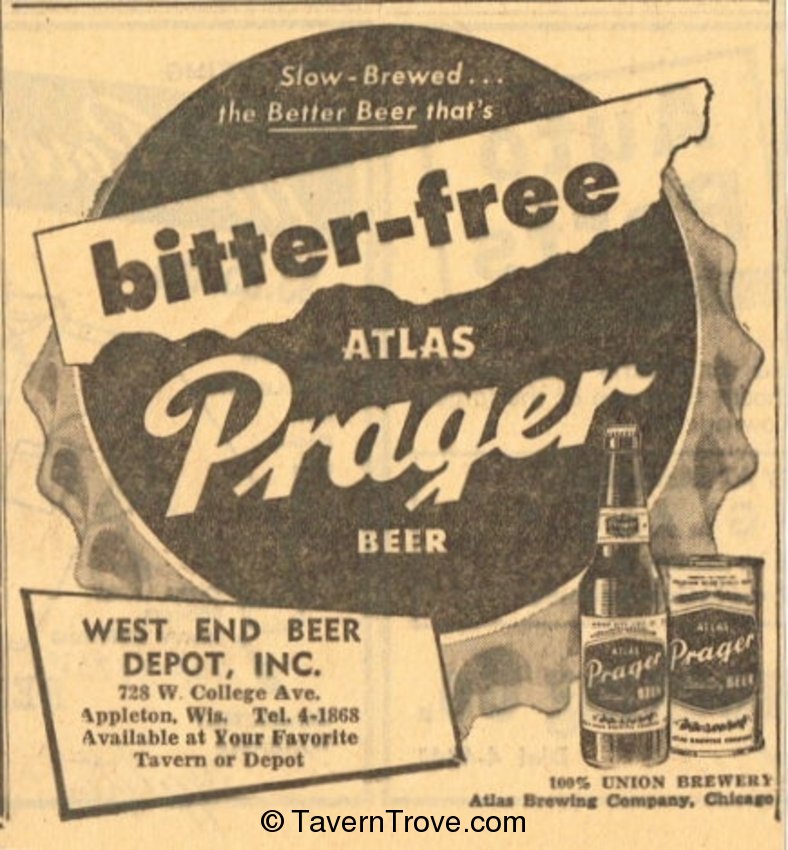 Slow-Brewed...
the Better Beer that's
bitter-free
ATLAS
Prager
BEER
WEST END BEER
DEPOT, INC.
728 W. College Ave.
Appleton, Wis. Tel. 4-1868
Available at Your Favorite
Tavern or Depot
ATLAS
Prager
BEER
ATLAS
Prager
BEER
100% UNION BREWERY
Atlas Brewing Company, Chicago
© TavernTrove.com